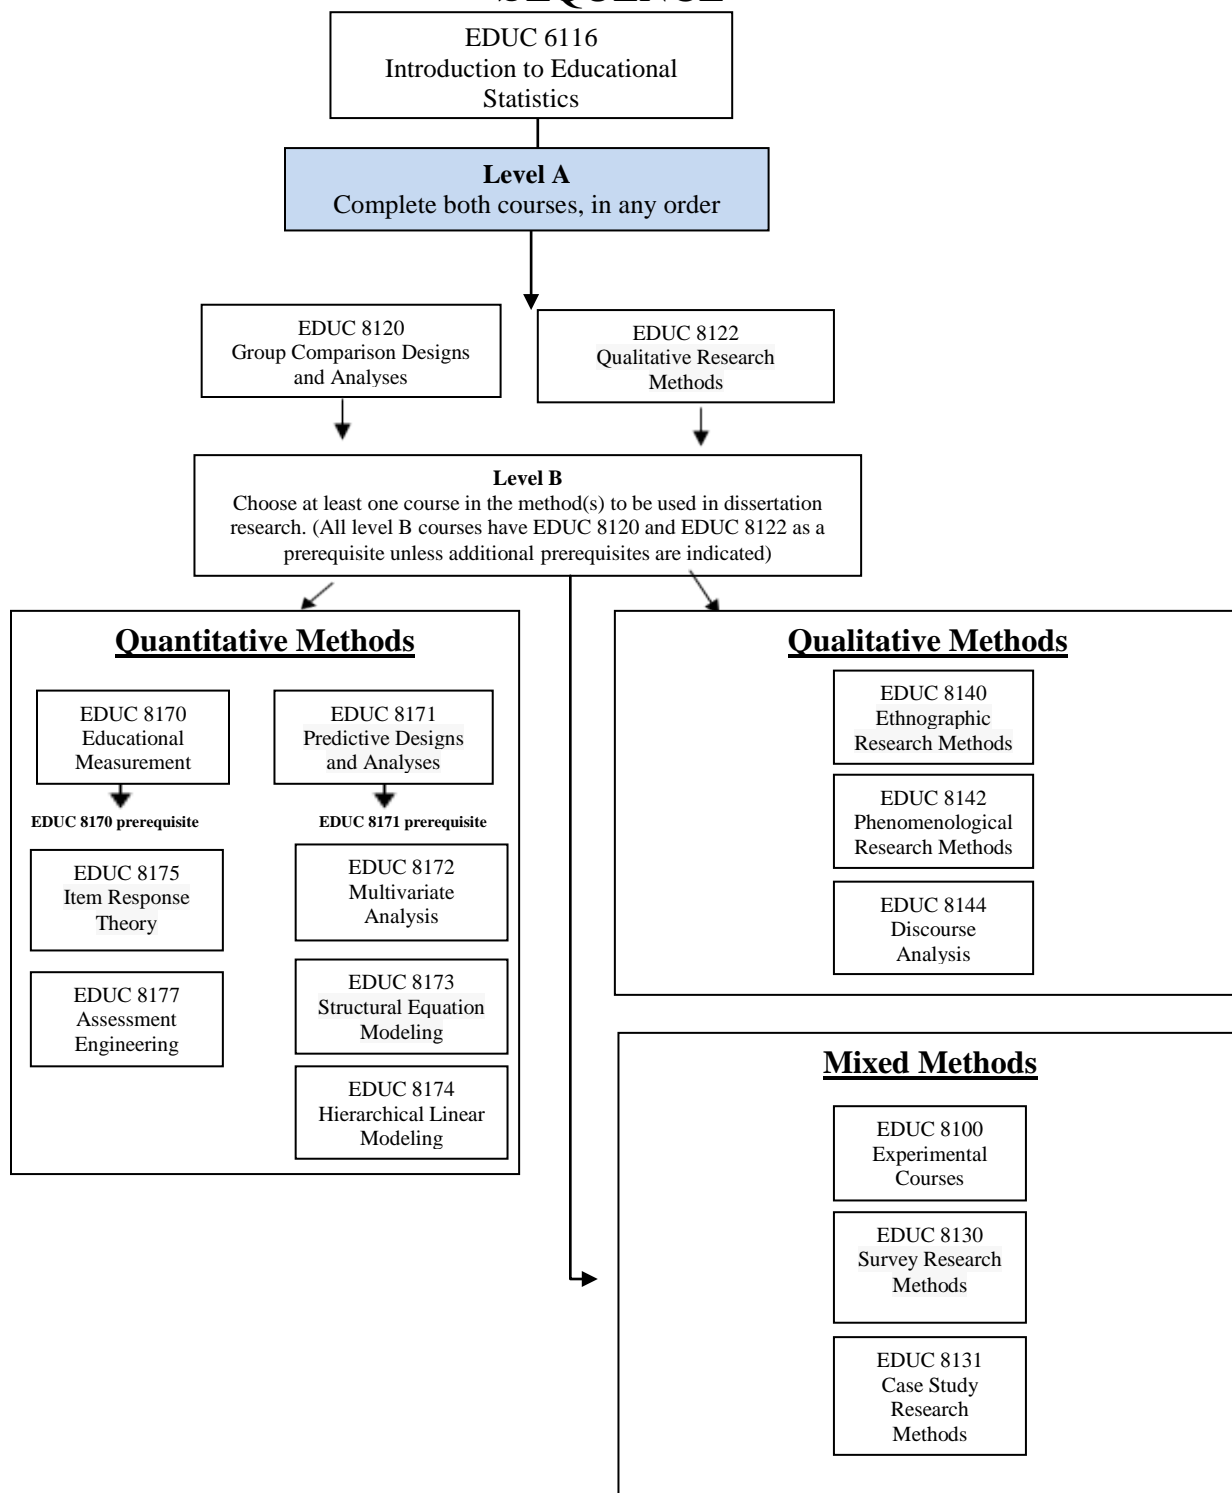 SEQUENCE
EDUC 6116
Introduction to Educational
Statistics
Level A
Complete both courses, in any order
EDUC 8120
Group Comparison Designs
and Analyses
EDUC 8122
Qualitative Research
Methods
Level B
Choose at least one course in the method(s) to be used in dissertation
research. (All level B courses have EDUC 8120 and EDUC 8122 as a
prerequisite unless additional prerequisites are indicated)
Quantitative Methods
EDUC 8170
Educational
Measurement
EDUC 8170 prerequisite
EDUC 8175
Item Response
Theory
EDUC 8177
Assessment
Engineering
EDUC 8171
Predictive Designs
and Analyses
EDUC 8171 prerequisite
EDUC 8172
Multivariate
Analysis
EDUC 8173
Structural Equation
Modeling
EDUC 8174
Hierarchical Linear
Modeling
Qualitative Methods
EDUC 8140
Ethnographic
Research Methods
EDUC 8142
Phenomenological
Research Methods
EDUC 8144
Discourse
Analysis
Mixed Methods
EDUC 8100
Experimental
Courses
EDUC 8130
Survey Research
Methods
EDUC 8131
Case Study
Research
Methods